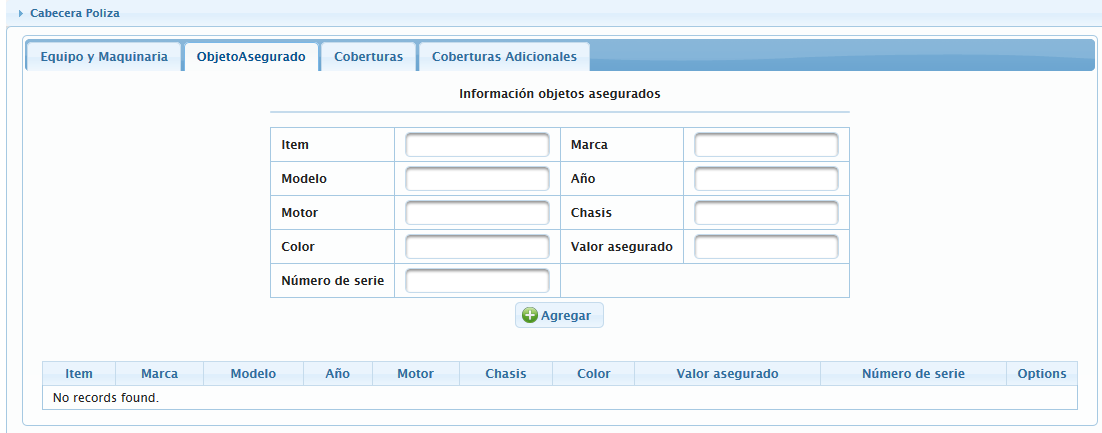 Cabecera Poliza
Equipo y Maquinaria ObjetoAsegurado Coberturas Coberturas Adicionales
Información objetos asegurados
Item Marca
Modelo Año
Motor Chasis
Color Valor asegurado
Número de serie
Agregar
Item Marca Modelo Año Motor Chasis Color Valor asegurado Número de serie Options
No records found.